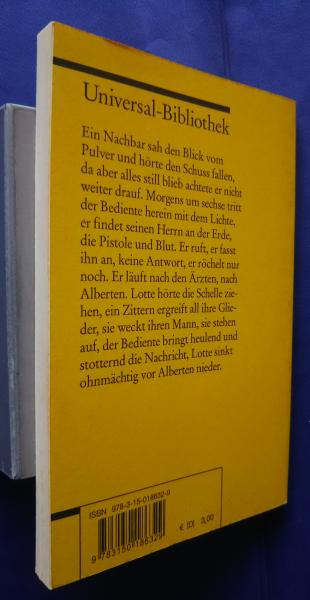 Universal-Bibliothek
Ein Nachbar sah den Blick vom
Pulver und hörte den Schuss fallen,
da aber alles still blieb achtete er nicht
weiter drauf. Morgens um sechse tritt
der Bediente herein mit dem Lichte,
er findet seinen Herrn an der Erde,
die Pistole und Blut. Er ruft, er fasst
ihn an, keine Antwort, er röchelt nur
noch. Er läuft nach den Ärzten, nach
Alberten. Lotte hörte die Schelle zie-
hen, ein Zittern ergreift all ihre Glie-
der, sie weckt ihren Mann, sie stehen
auf, der Bediente bringt heulend und
stotternd die Nachricht, Lotte sinkt
ohnmächtig vor Alberten nieder.
ISBN 978-3-15-018632-9
9 783150 186329
€ [D] 3,00